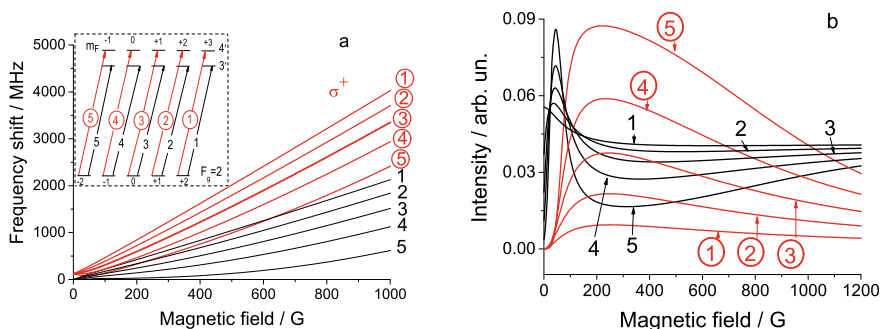 a
b
Frequency shift / MHz
5000
4000
3000
2000
1000
0
0 200 400 600 800 1000
Magnetic field / G
σ+
m_F -1 0 +1 +2 +3 4'
3'
⑤ ④ ③ ② ①
5 4 3 2 1
-2 -1 0 +1 +2 F_g=2
①
②
③
④
⑤
1
2
3
4
5
Intensity / arb. un.
0.09
0.06
0.03
0.00
0 200 400 600 800 1000 1200
Magnetic field / G
⑤
④
1 2 3
4 5
① ② ③